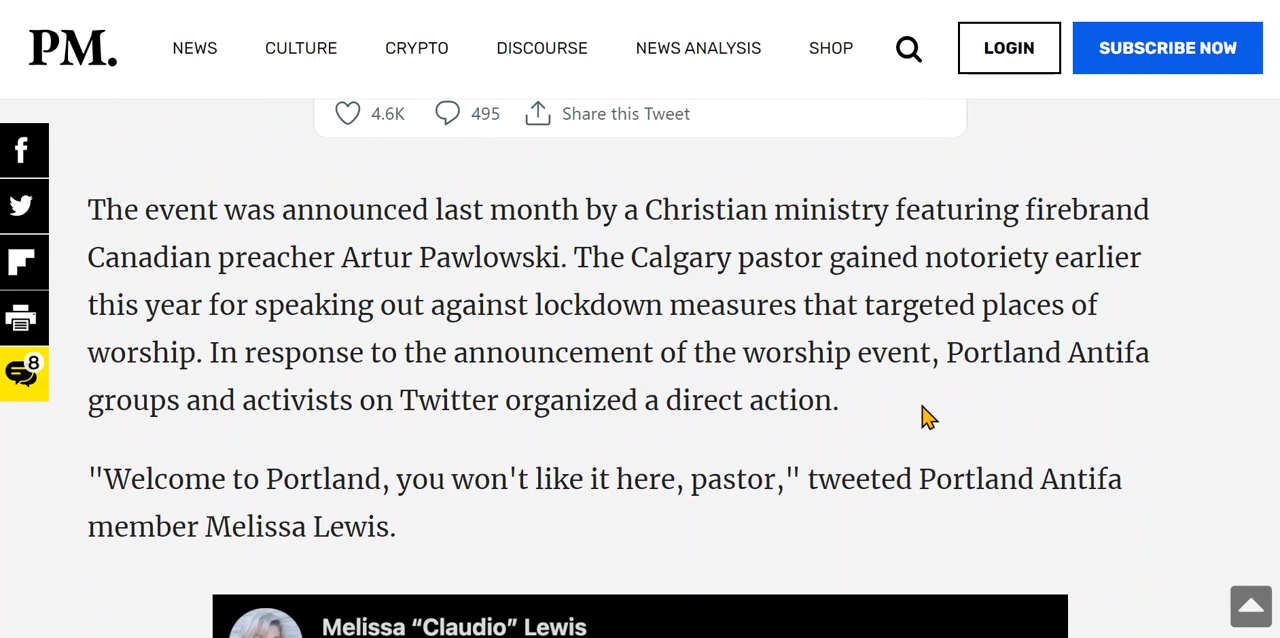 PM.
NEWS
CULTURE
CRYPTO
DISCOURSE
NEWS ANALYSIS
SHOP
LOGIN
SUBSCRIBE NOW
4.6K
495
Share this Tweet
8
The event was announced last month by a Christian ministry featuring firebrand
Canadian preacher Artur Pawlowski. The Calgary pastor gained notoriety earlier
this year for speaking out against lockdown measures that targeted places of
worship. In response to the announcement of the worship event, Portland Antifa
groups and activists on Twitter organized a direct action.
"Welcome to Portland, you won't like it here, pastor," tweeted Portland Antifa
member Melissa Lewis.
Melissa “Claudio” Lewis